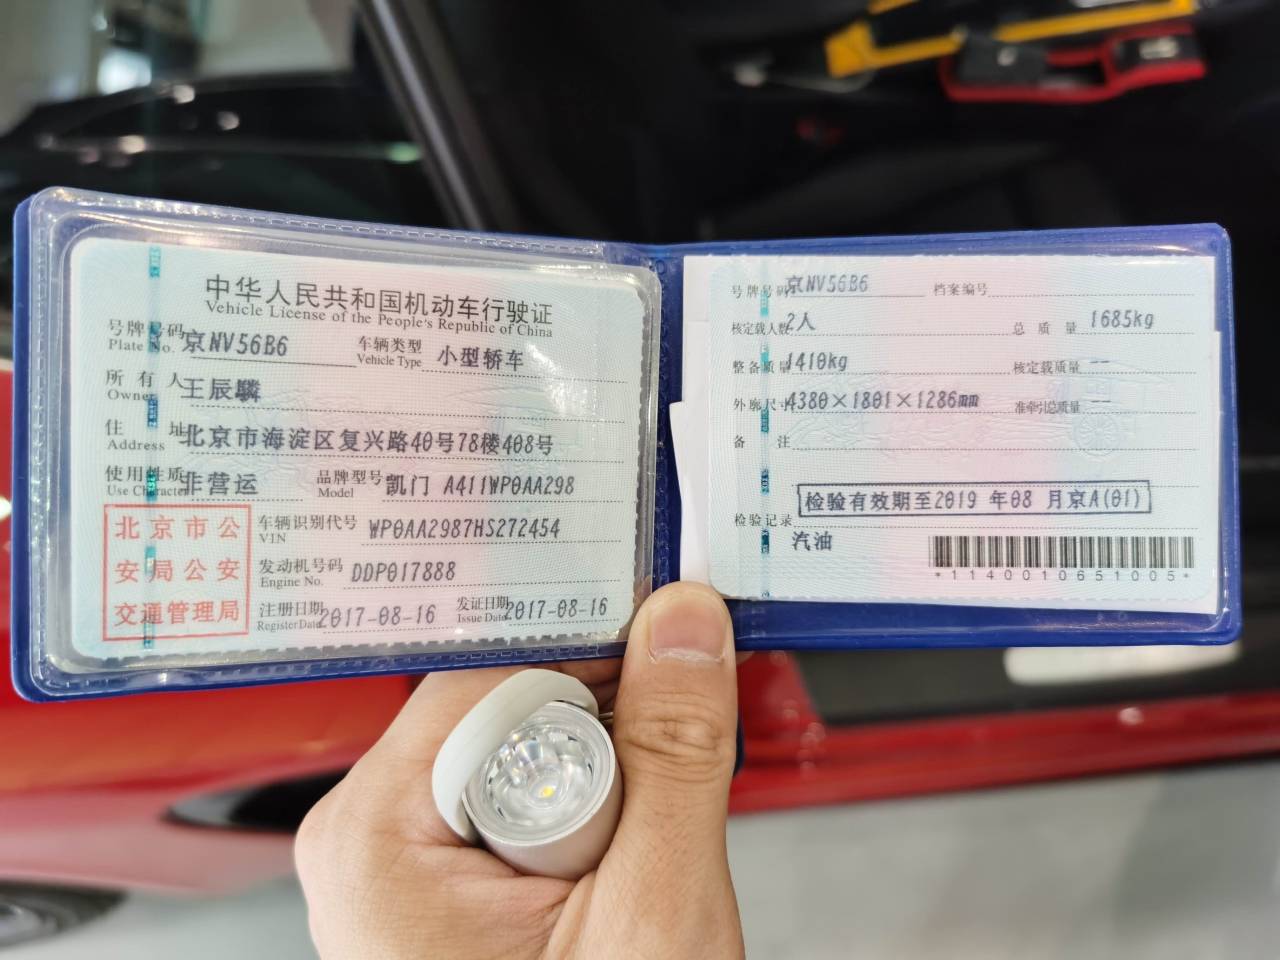 中华人民共和国机动车行驶证
Vehicle License of the People's Republic of China
号牌号码 京NV56B6 车辆类型 小型轿车
Plate No. Vehicle Type
所有人 王辰驎
Owner
住址 北京市海淀区复兴路40号78楼408号
Address
使用性质 非营运 品牌型号 凯门 A411WP0AA298
Use Character Model
北京市公
安局公安
交通管理局
车辆识别代号 WP0AA2987HS272454
VIN
发动机号码 DDP017888
Engine No.
注册日期 2017-08-16 发证日期 2017-08-16
Register Date Issue Date
号牌号码 京NV56B6 档案编号
核定载人数 2人 总质量 1685kg
整备质量 1410kg 核定载质量 --
外廓尺寸 4380×1801×1286mm 准牵引总质量 --
备注
检验有效期至2019 年08 月京A(01)
检验记录
汽油
*1140010651005*